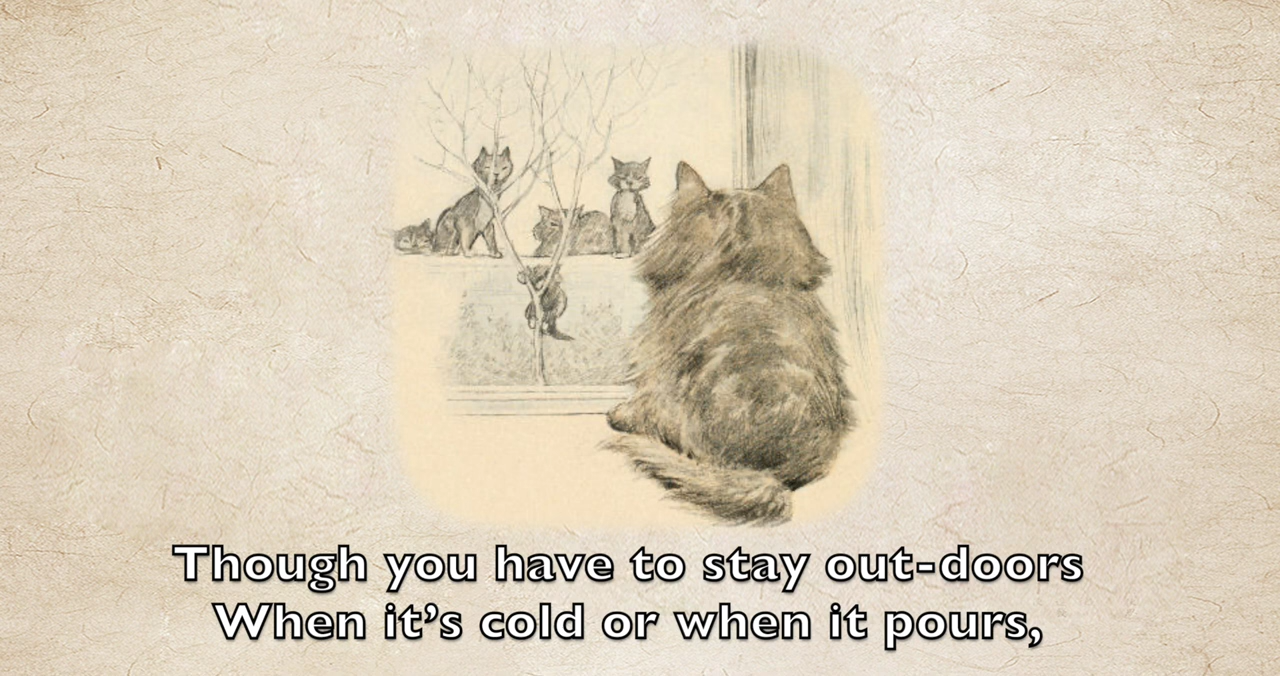 Though you have to stay out-doors
When it’s cold or when it pours,